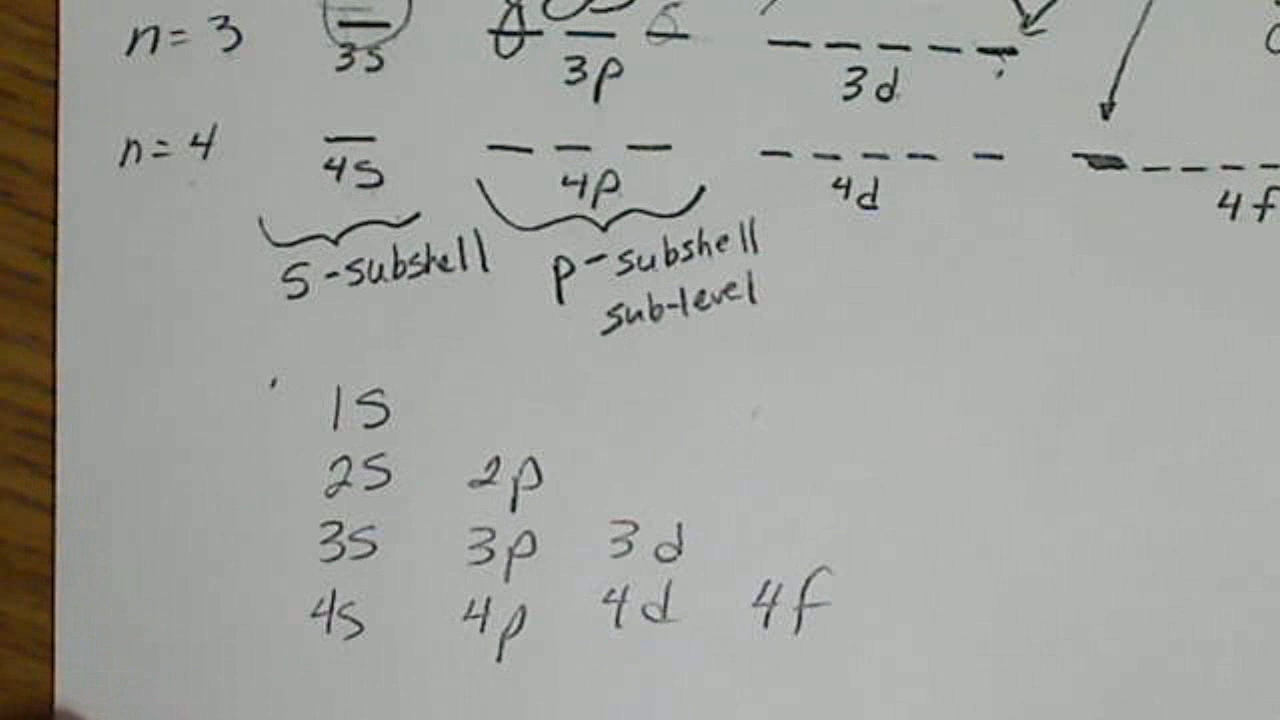 n = 3
3s 3p 3d
n = 4
4s 4p 4d 4f
s-subshell p-subshell
sub-level
1s
2s 2p
3s 3p 3d
4s 4p 4d 4f